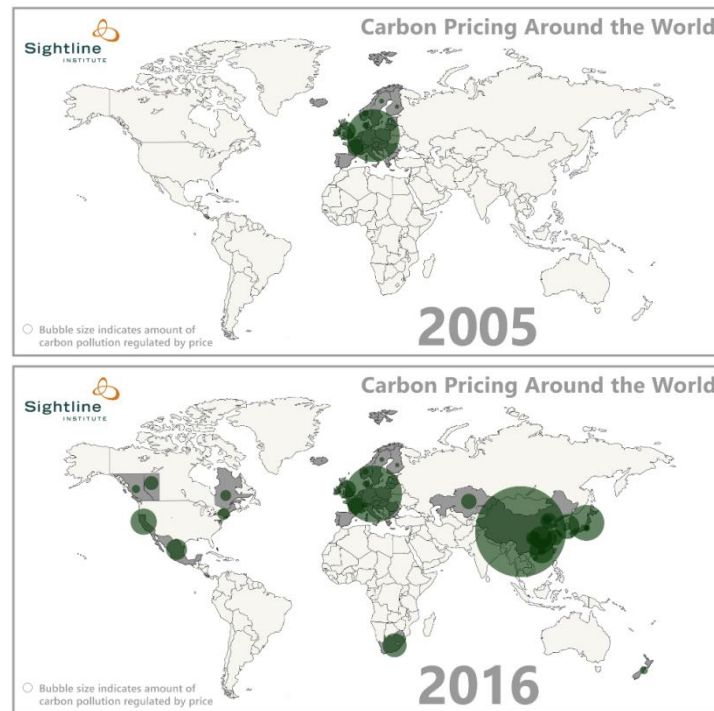 Sightline
INSTITUTE
Carbon Pricing Around the World
Bubble size indicates amount of
carbon pollution regulated by price
2005
Sightline
INSTITUTE
Carbon Pricing Around the World
Bubble size indicates amount of
carbon pollution regulated by price
2016